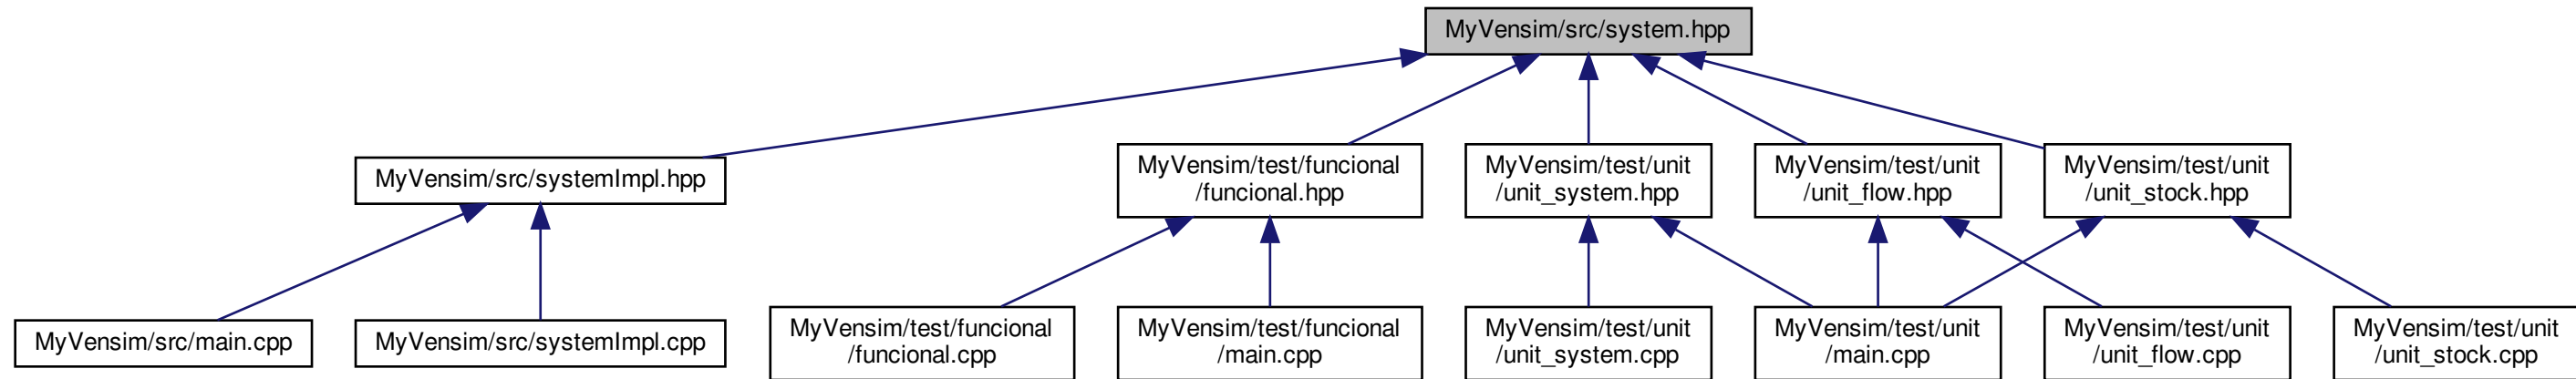 MyVensim/src/system.hpp
MyVensim/src/systemImpl.hpp
MyVensim/test/funcional
/funcional.hpp
MyVensim/test/unit
/unit_system.hpp
MyVensim/test/unit
/unit_flow.hpp
MyVensim/test/unit
/unit_stock.hpp
MyVensim/src/main.cpp
MyVensim/src/systemImpl.cpp
MyVensim/test/funcional
/funcional.cpp
MyVensim/test/funcional
/main.cpp
MyVensim/test/unit
/unit_system.cpp
MyVensim/test/unit
/main.cpp
MyVensim/test/unit
/unit_flow.cpp
MyVensim/test/unit
/unit_stock.cpp